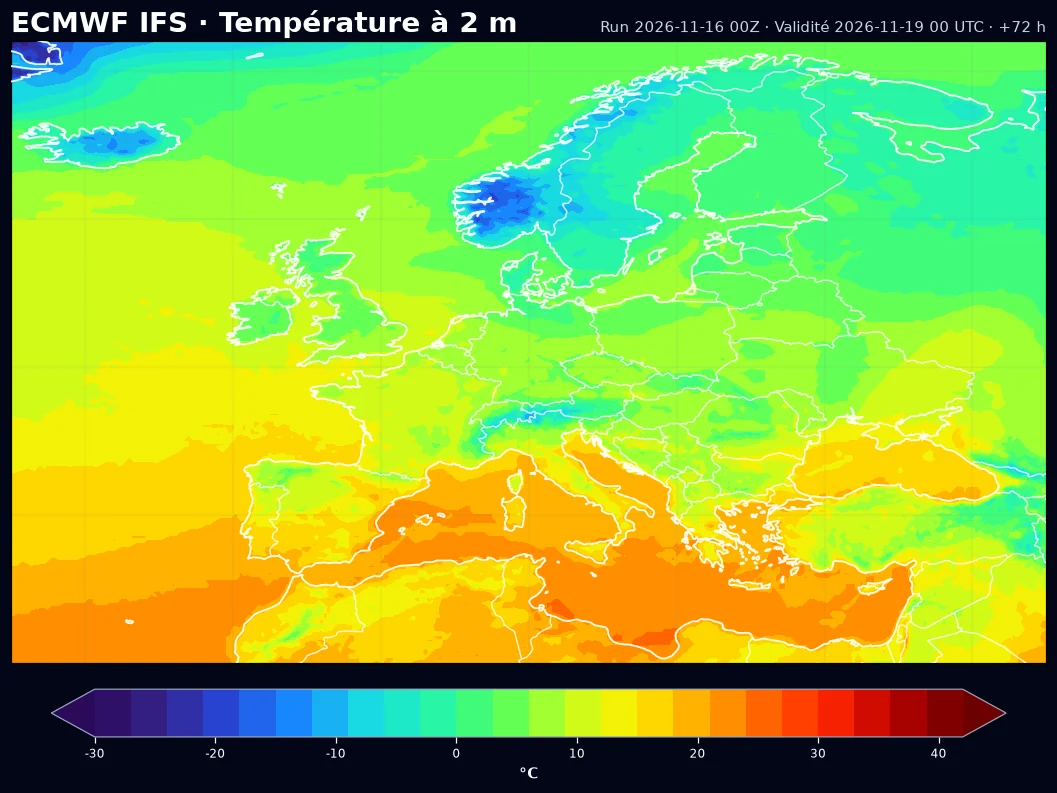 ECMWF IFS · Température à 2 m
Run 2026-11-16 00Z · Validité 2026-11-19 00 UTC · +72 h
-30 -20 -10 0 10 20 30 40
°C